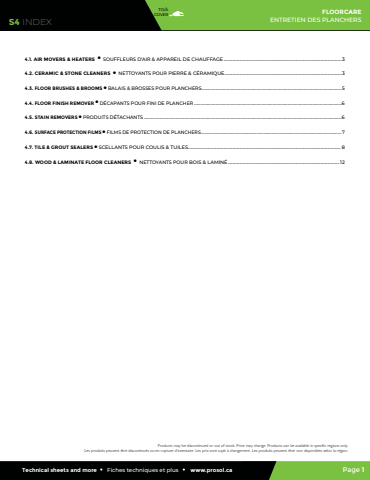 S4 INDEX
FLOORCARE
ENTRETIEN DES PLANCHERS
4.1. AIR MOVERS & HEATERS • SOUFFLEURS D'AIR & APPAREIL DE CHAUFFAGE 3
4.2. CERAMIC & STONE CLEANERS • NETTOYANTS POUR PIERRE & CÉRAMIQUE 3
4.3. FLOOR BRUSHES & BROOMS • BALAIS & BROSSES POUR PLANCHERS 5
4.4. FLOOR FINISH REMOVER • DÉCAPANTS POUR FINI DE PLANCHER 6
4.5. STAIN REMOVERS • PRODUITS DÉTACHANTS 6
4.6. SURFACE PROTECTION FILMS • FILMS DE PROTECTION DE PLANCHERS 7
4.7. TILE & GROUT SEALERS • SCELLANTS POUR COULIS & TUILES 8
4.8. WOOD & LAMINATE FLOOR CLEANERS • NETTOYANTS POUR BOIS & LAMINÉ 12
Products may be discontinued or out of stock. Price may change. Products can be available in specific regions only.
Les produits peuvent être discontinués ou en rupture d'inventaire. Les prix sont sujet à changement. Les produits peuvent être non disponibles selon la région.
Technical sheets and more • Fiches techniques et plus • www.prosol.ca
Page 1